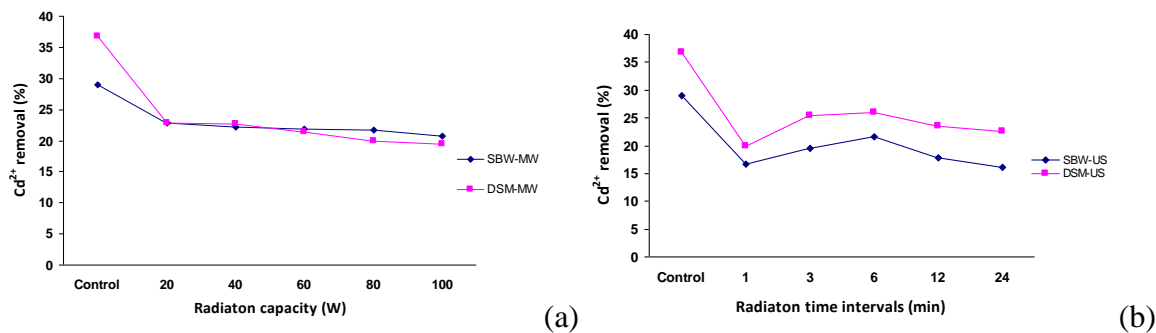 40
35
30
25
20
15
10
5
0
Cd²⁺ removal (%)
Control 20 40 60 80 100
Radiaton capacity (W)
SBW-MW
DSM-MW
(a)
40
35
30
25
20
15
10
5
0
Cd²⁺ removal (%)
Control 1 3 6 12 24
Radiaton time intervals (min)
SBW-US
DSM-US
(b)